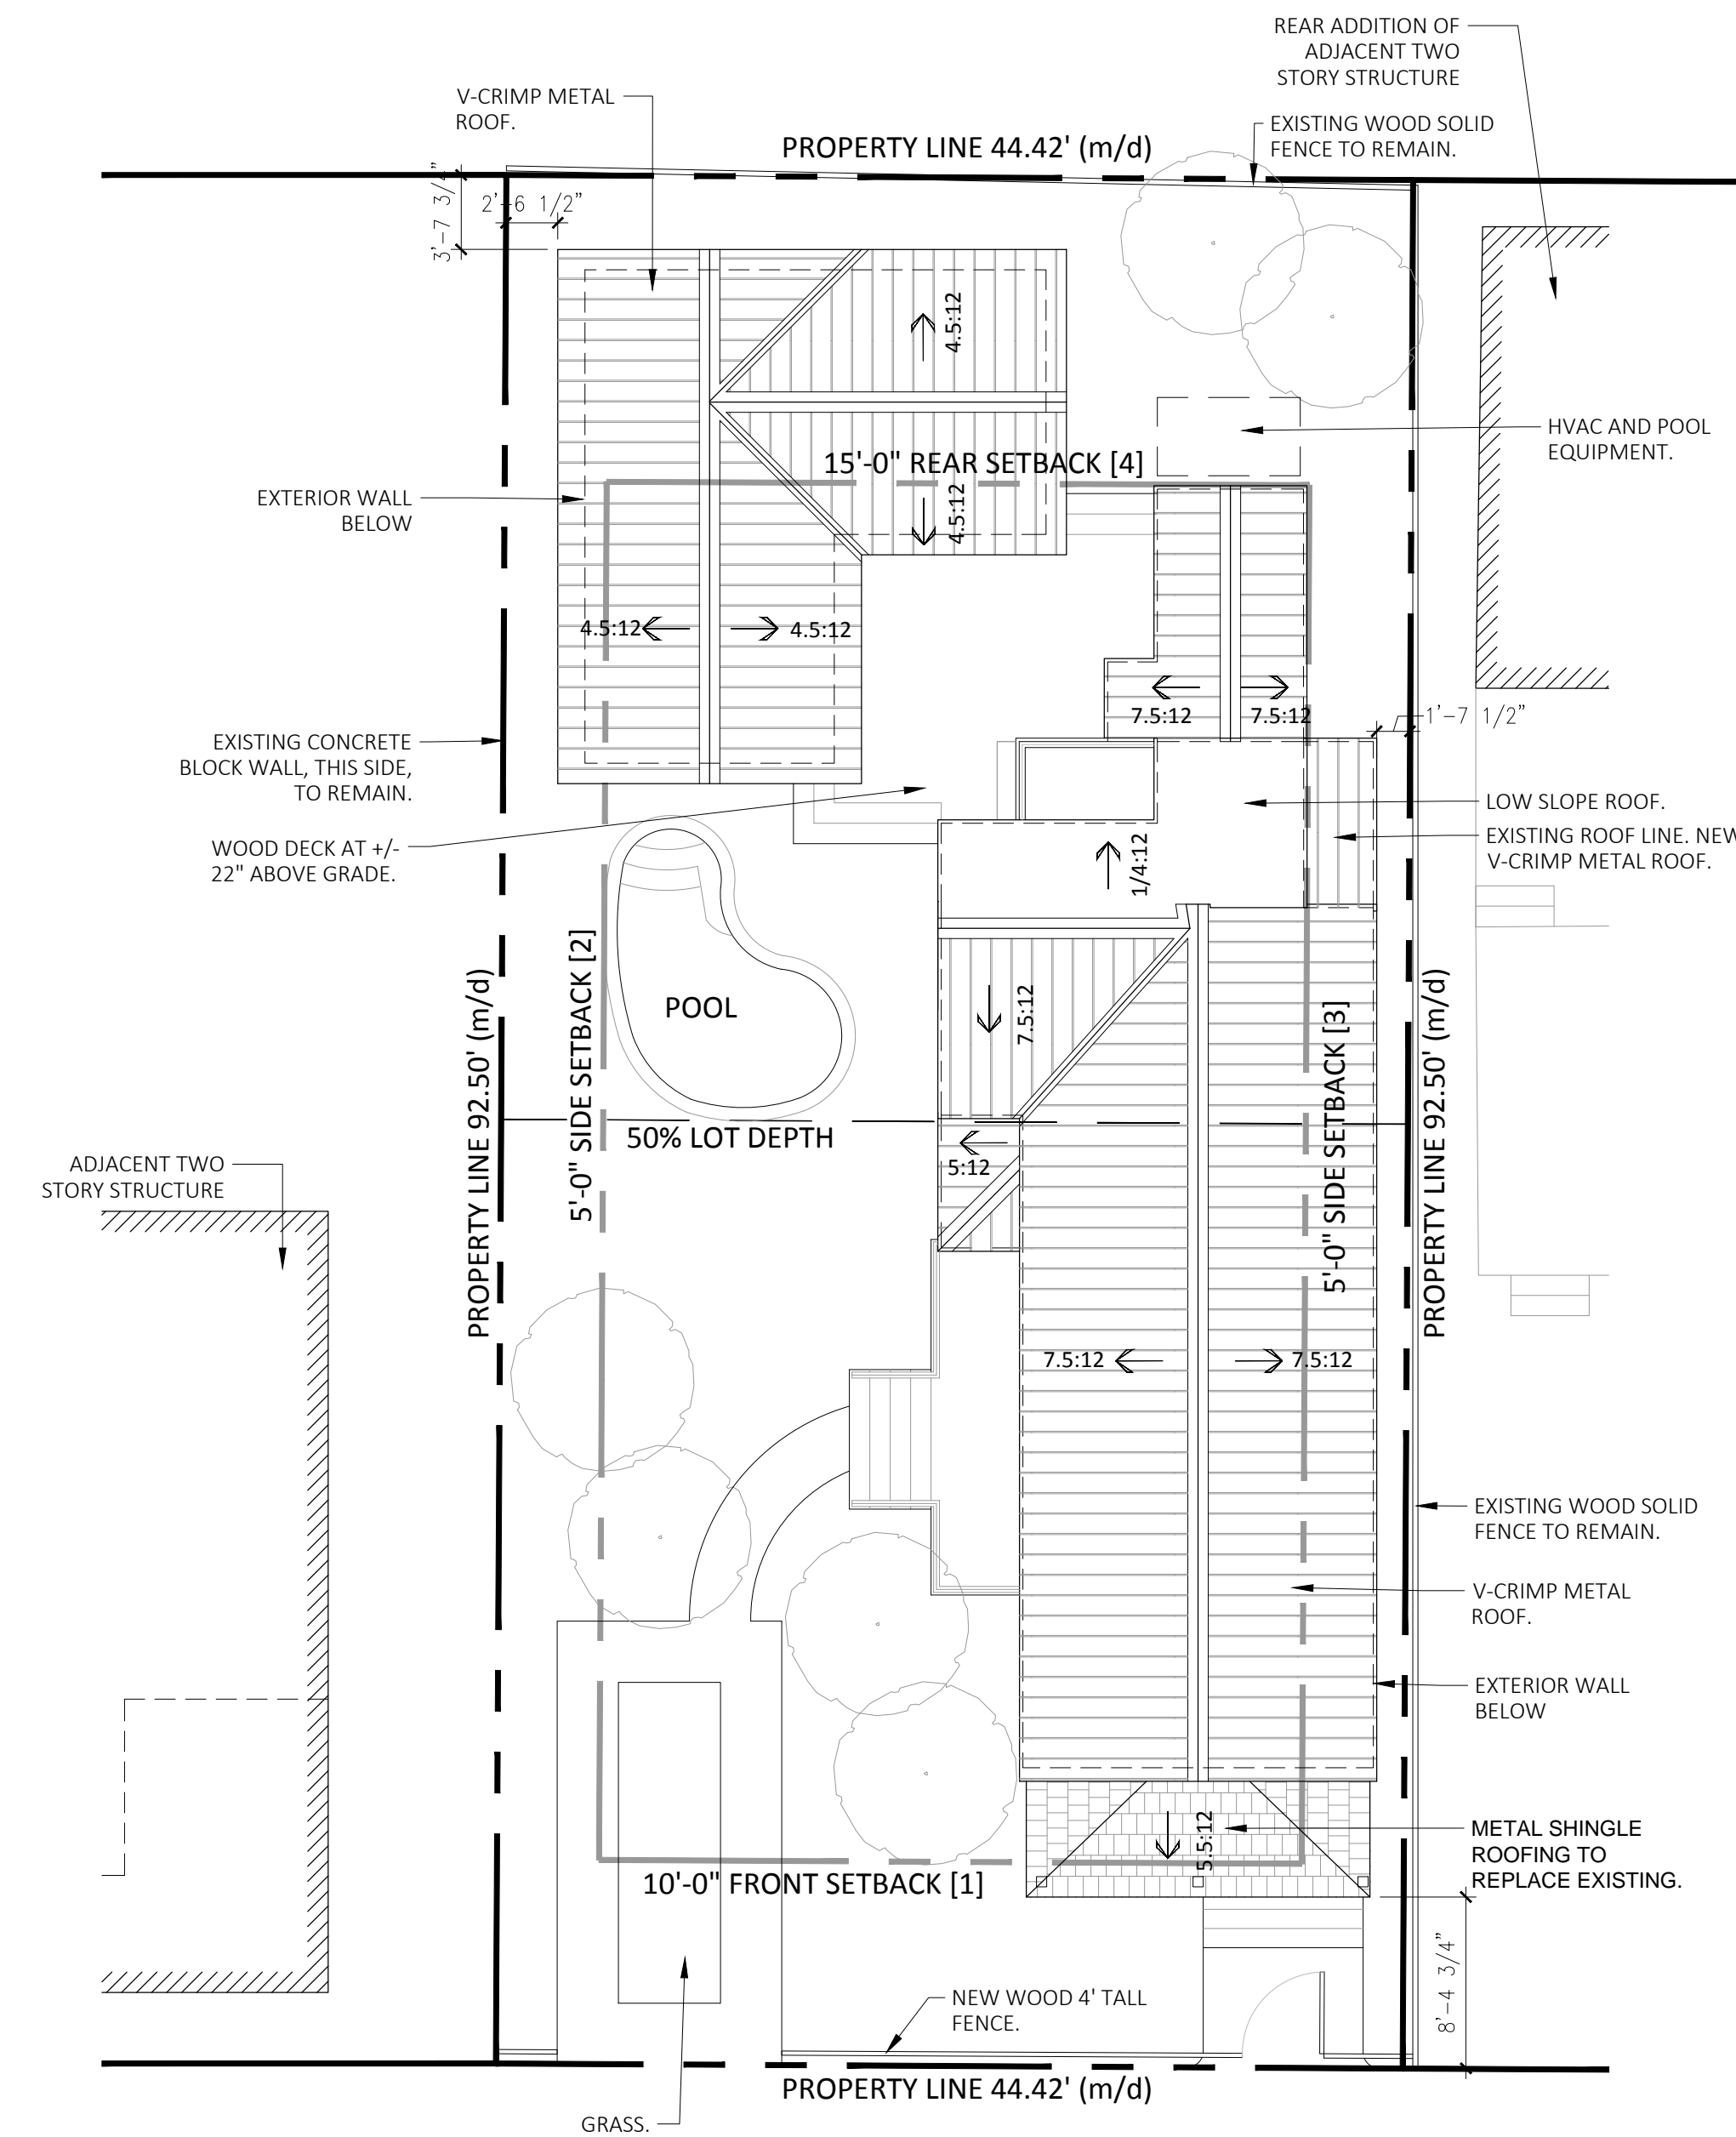 REAR ADDITION OF
ADJACENT TWO
STORY STRUCTURE
V-CRIMP METAL
ROOF.
EXISTING WOOD SOLID
FENCE TO REMAIN.
PROPERTY LINE 44.42' (m/d)
3'-7 3/4"
2'-6 1/2"
4.5:12
HVAC AND POOL
EQUIPMENT.
15'-0" REAR SETBACK [4]
EXTERIOR WALL
BELOW
4.5:12
4.5:12
4.5:12
7.5:12
7.5:12
1'-7 1/2"
EXISTING CONCRETE
BLOCK WALL, THIS SIDE,
TO REMAIN.
LOW SLOPE ROOF.
EXISTING ROOF LINE. NEW
V-CRIMP METAL ROOF.
WOOD DECK AT +/-
22" ABOVE GRADE.
1/4:12
PROPERTY LINE 92.50' (m/d)
5'-0" SIDE SETBACK [2]
POOL
7.5:12
5'-0" SIDE SETBACK [3]
PROPERTY LINE 92.50' (m/d)
50% LOT DEPTH
5:12
ADJACENT TWO
STORY STRUCTURE
7.5:12
7.5:12
EXISTING WOOD SOLID
FENCE TO REMAIN.
V-CRIMP METAL
ROOF.
EXTERIOR WALL
BELOW
5.5:12
METAL SHINGLE
ROOFING TO
REPLACE EXISTING.
10'-0" FRONT SETBACK [1]
8'-4 3/4"
NEW WOOD 4' TALL
FENCE.
PROPERTY LINE 44.42' (m/d)
GRASS.